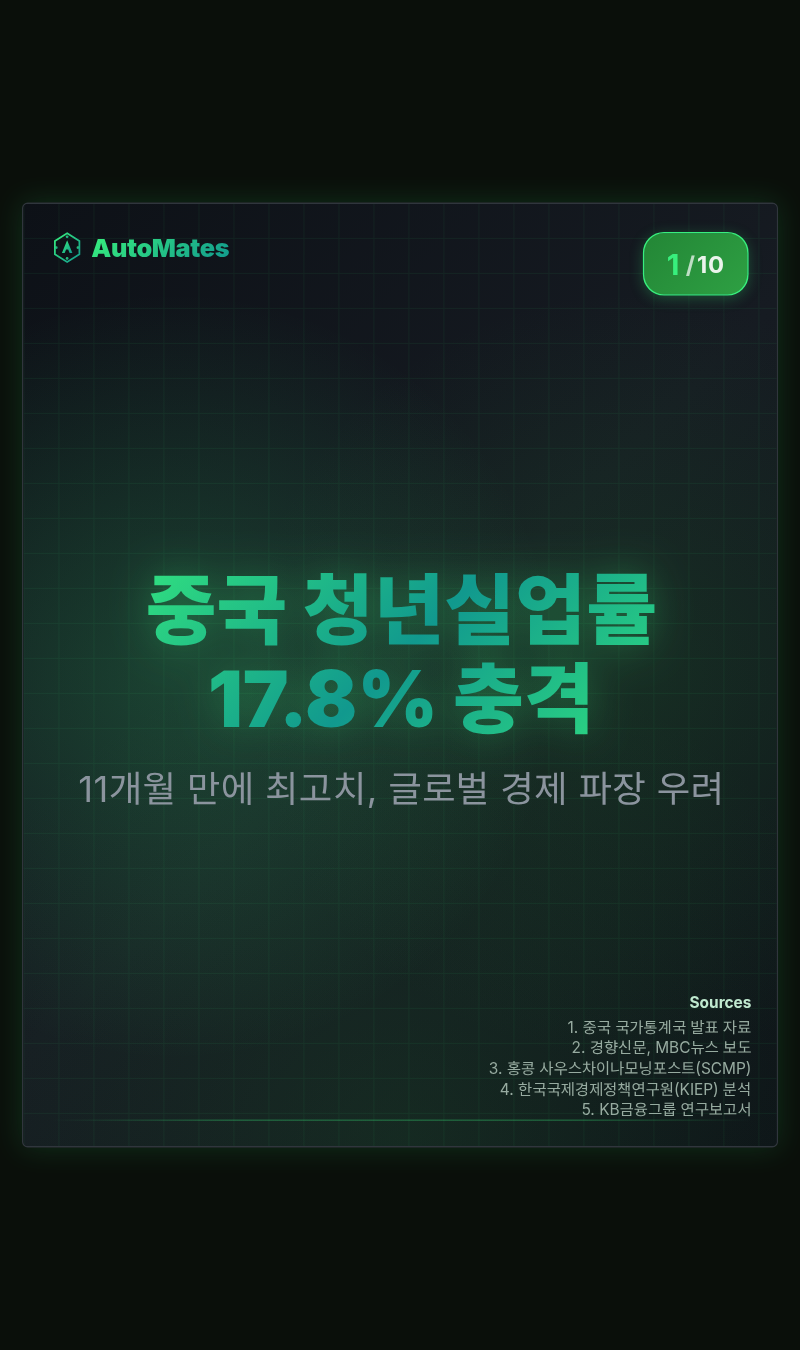 AutoMates
1/10
중국 청년실업률
17.8% 충격
11개월 만에 최고치, 글로벌 경제 파장 우려
Sources
1. 중국 국가통계국 발표 자료
2. 경향신문, MBC뉴스 보도
3. 홍콩 사우스차이나모닝포스트(SCMP)
4. 한국국제경제정책연구원(KIEP) 분석
5. KB금융그룹 연구보고서